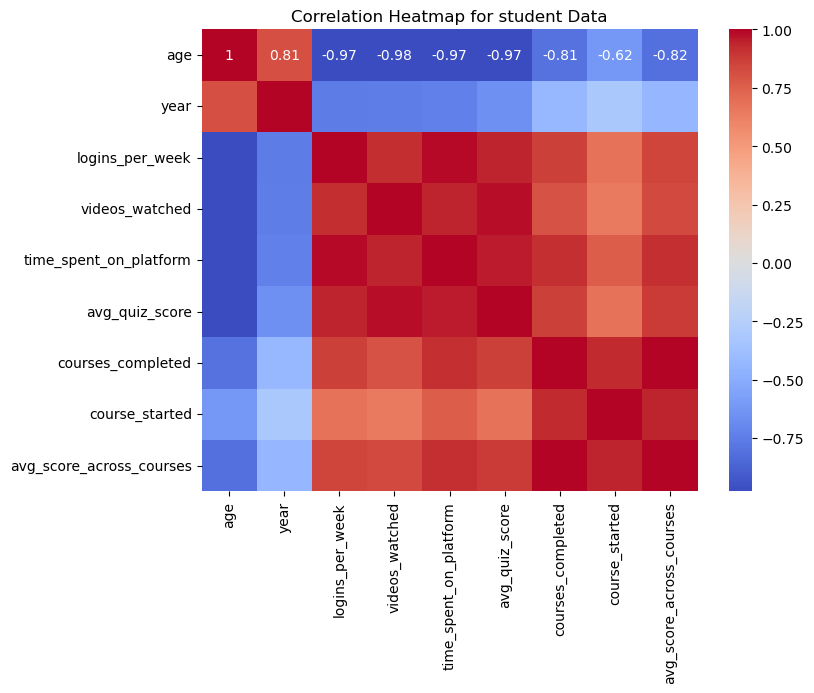 Correlation Heatmap for student Data
age 1 0.81 -0.97 -0.98 -0.97 -0.97 -0.81 -0.62 -0.82
year
logins_per_week
videos_watched
time_spent_on_platform
avg_quiz_score
courses_completed
course_started
avg_score_across_courses
age
year
logins_per_week
videos_watched
time_spent_on_platform
avg_quiz_score
courses_completed
course_started
avg_score_across_courses
1.00
0.75
0.50
0.25
0.00
−0.25
−0.50
−0.75